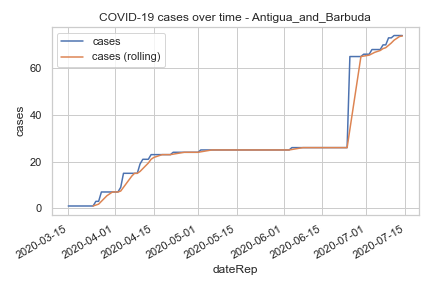 COVID-19 cases over time - Antigua_and_Barbuda
cases
cases (rolling)
cases
60
40
20
0
2020-03-15
2020-04-01
2020-04-15
2020-05-01
2020-05-15
2020-06-01
2020-06-15
2020-07-01
2020-07-15
dateRep